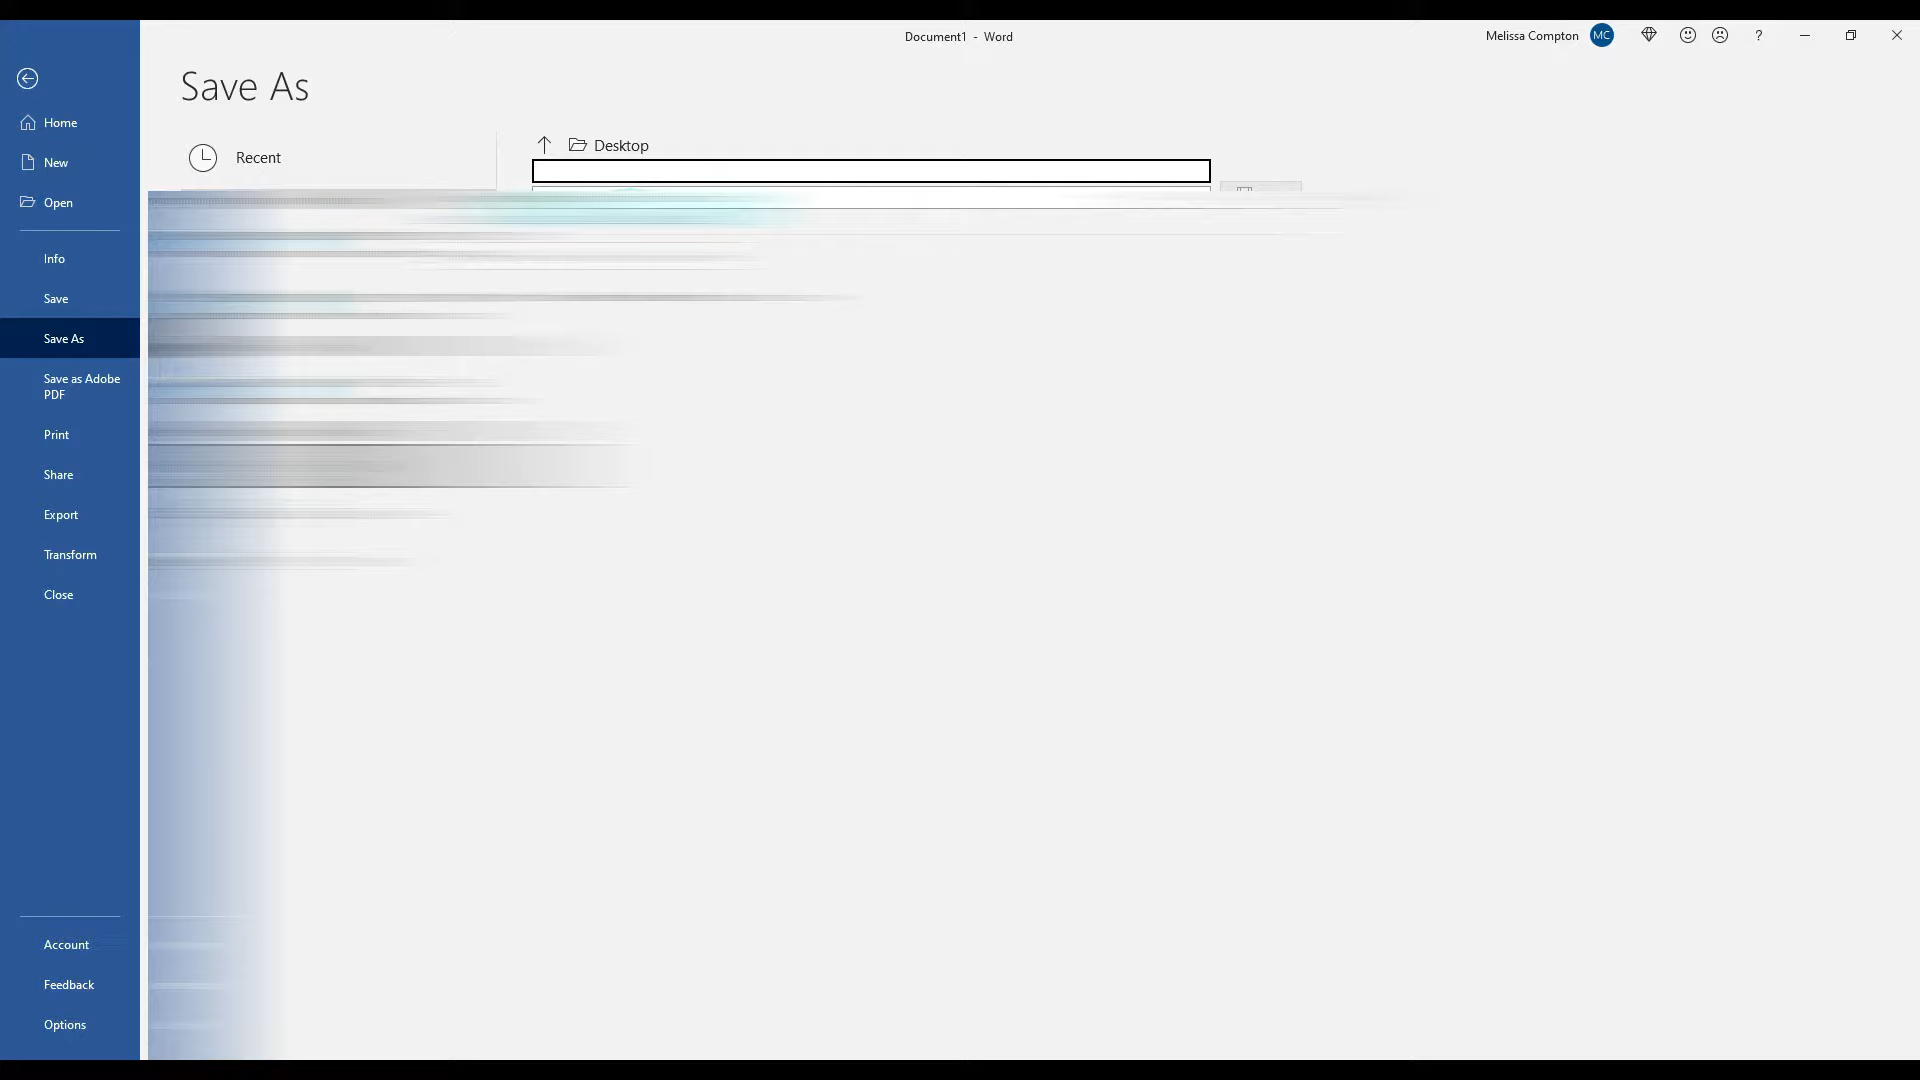 Document1 - Word
Melissa Compton
MC
?
Save As
Home
New
Open
Info
Save
Save As
Save as Adobe
PDF
Print
Share
Export
Transform
Close
Account
Feedback
Options
Recent
Desktop